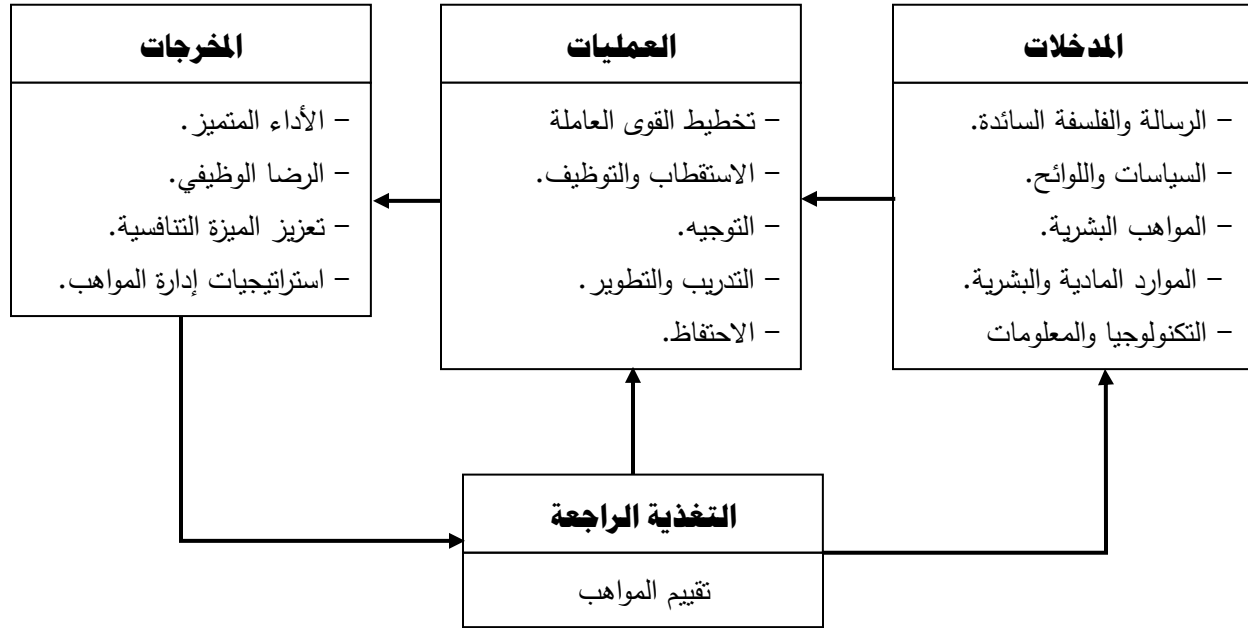 المدخلات
- الرسالة والفلسفة السائدة.
- السياسات واللوائح.
- المواهب البشرية.
- الموارد المادية والبشرية.
- التكنولوجيا والمعلومات
العمليات
- تخطيط القوى العاملة
- الاستقطاب والتوظيف.
- التوجيه.
- التدريب والتطوير.
- الاحتفاظ.
المخرجات
- الأداء المتميز.
- الرضا الوظيفي.
- تعزيز الميزة التنافسية.
- استراتيجيات إدارة المواهب.
التغذية الراجعة
تقييم المواهب